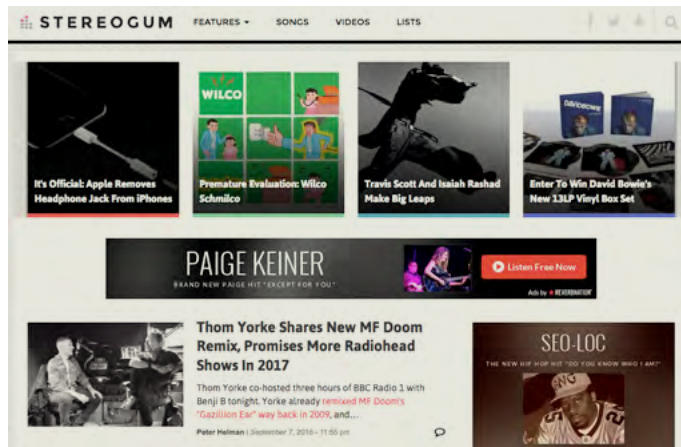 STEREOGUM
FEATURES
SONGS
VIDEOS
LISTS
WILCO
DAVID BOWIE
It's Official: Apple Removes
Headphone Jack From iPhones
Premature Evaluation: Wilco
Schmilco
Travis Scott And Isaiah Rashad
Make Big Leaps
Enter To Win David Bowie's
New 13LP Vinyl Box Set
PAIGE KEINER
BRAND NEW PAIGE HIT "EXCEPT FOR YOU"
Listen Free Now
Ads by REVERBNATION
Thom Yorke Shares New MF Doom
Remix, Promises More Radiohead
Shows In 2017
Thom Yorke co-hosted three hours of BBC Radio 1 with
Benji B tonight. Yorke already remixed MF Doom's
"Gazillion Ear" way back in 2009, and...
Peter Helman | September 7, 2016 - 11:55 pm
SEO-LOC
THE NEW HIP HOP HIT "DO YOU KNOW WHO I AM?"